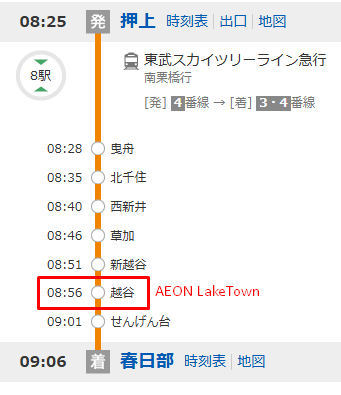 08:25 発 押上 時刻表 出口 地図
8駅
東武スカイツリーライン急行
南栗橋行
[発] 4番線 → [着] 3・4番線
08:28 曳舟
08:35 北千住
08:40 西新井
08:46 草加
08:51 新越谷
08:56 越谷 AEON LakeTown
09:01 せんげん台
09:06 着 春日部 時刻表 地図